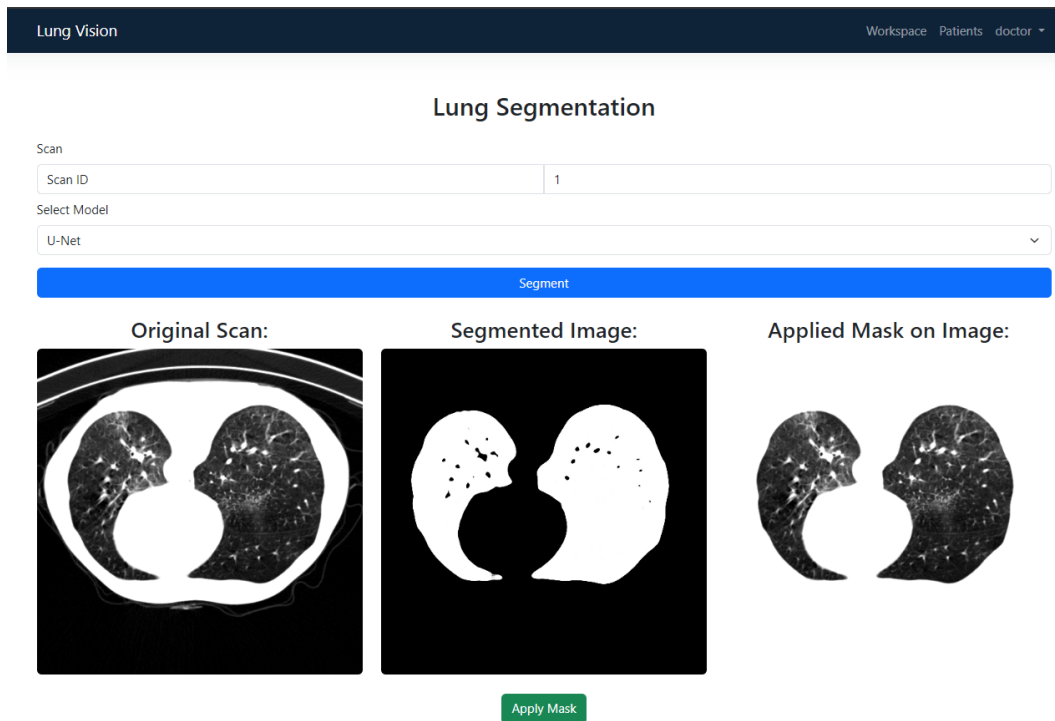 Lung Vision
Workspace Patients doctor
Lung Segmentation
Scan
Scan ID 1
Select Model
U-Net
Segment
Original Scan: Segmented Image: Applied Mask on Image:
Apply Mask